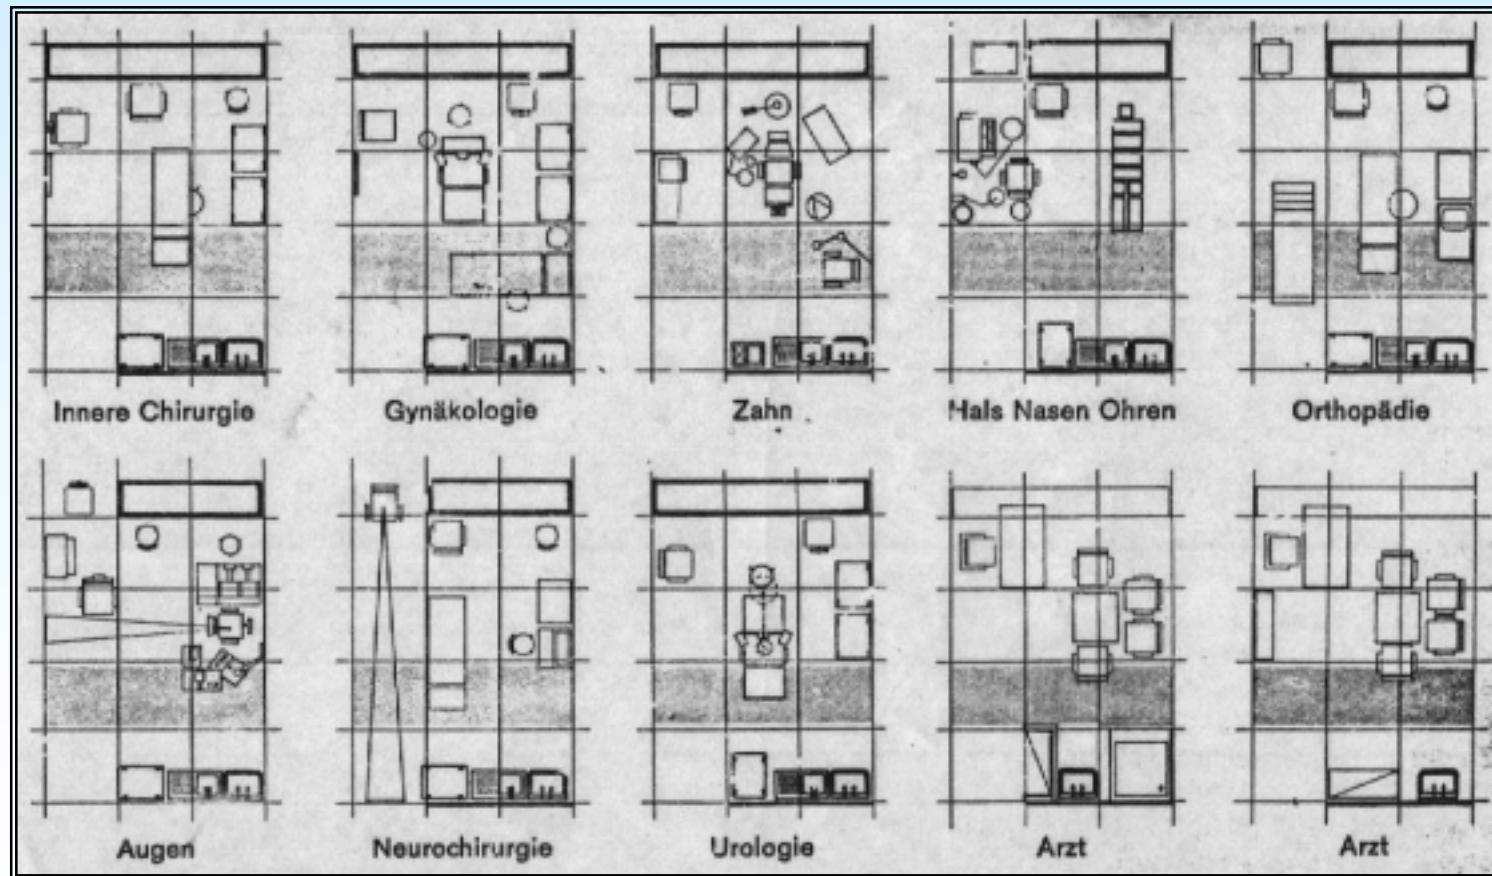 Innere Chirurgie
Gynäkologie
Zahn
Hals Nasen Ohren
Orthopädie
Augen
Neurochirurgie
Urologie
Arzt
Arzt